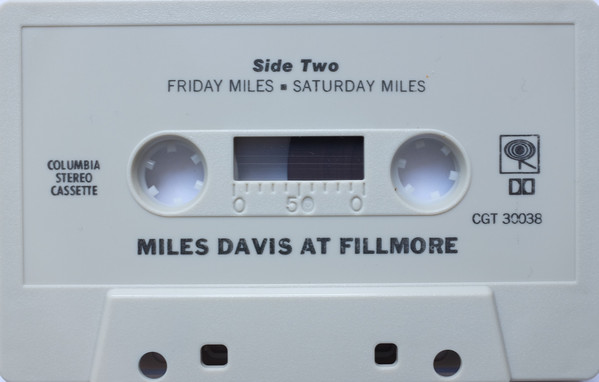 Side Two
FRIDAY MILES ▪ SATURDAY MILES
COLUMBIA
STEREO
CASSETTE
0 50 0
CGT 30038
MILES DAVIS AT FILLMORE